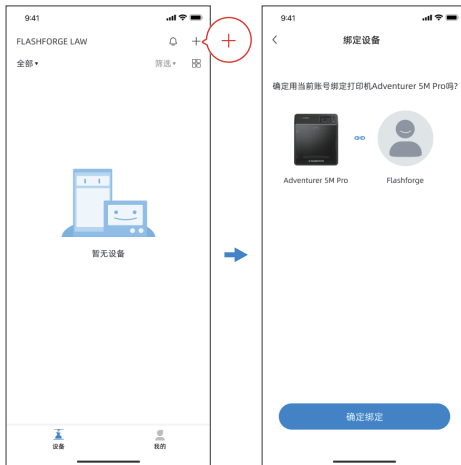 9:41
FLASHFORGE LAW
全部
筛选
暂无设备
设备
我的
9:41
绑定设备
确定用当前账号绑定打印机Adventurer 5M Pro吗?
Adventurer 5M Pro
Flashforge
确定绑定